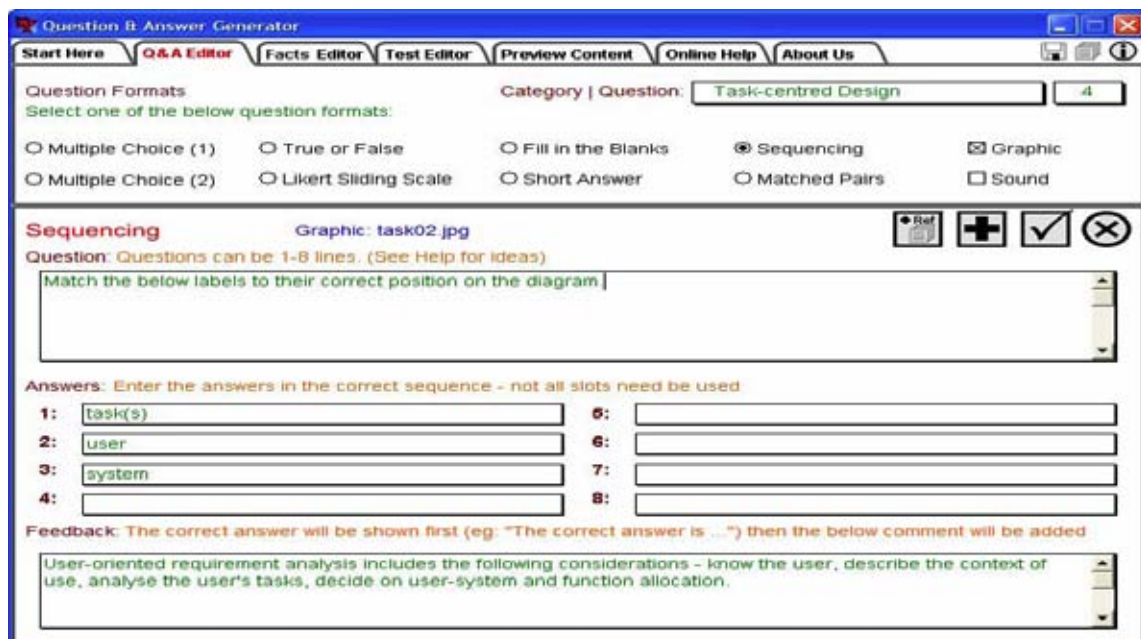 Question & Answer Generator
Start Here Q&A Editor Facts Editor Test Editor Preview Content Online Help About Us
Question Formats Category | Question: Task-centred Design 4
Select one of the below question formats:
Multiple Choice (1) True or False Fill in the Blanks Sequencing Graphic
Multiple Choice (2) Likert Sliding Scale Short Answer Matched Pairs Sound
Sequencing Graphic: task02.jpg Ref
Question: Questions can be 1-8 lines. (See Help for ideas)
Match the below labels to their correct position on the diagram.
Answers: Enter the answers in the correct sequence - not all slots need be used
1: task(s) 5:
2: user 6:
3: system 7:
4: 8:
Feedback: The correct answer will be shown first (eg: "The correct answer is ...") then the below comment will be added
User-oriented requirement analysis includes the following considerations - know the user, describe the context of
use, analyse the user's tasks, decide on user-system and function allocation.